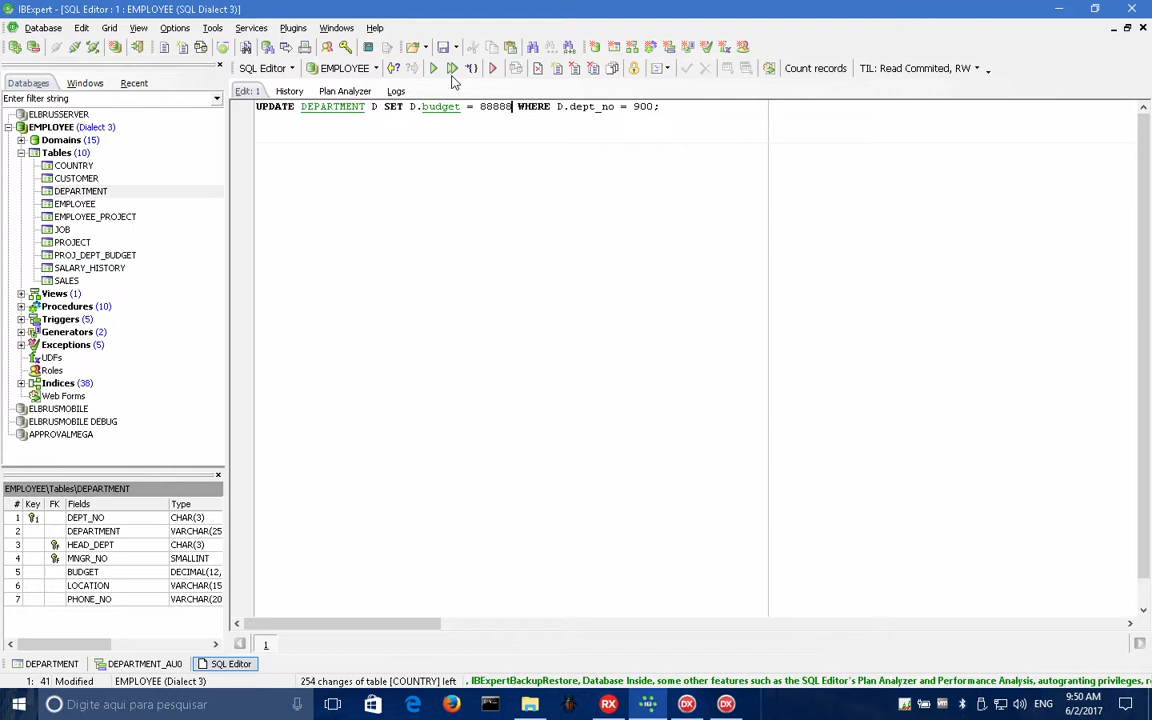 IBExpert - [SQL Editor : 1 : EMPLOYEE (SQL Dialect 3)]
Database Edit Grid View Options Tools Services Plugins Windows Help
SQL Editor EMPLOYEE Count records TIL: Read Commited, RW
Databases Windows Recent
Edit: 1 History Plan Analyzer Logs
Enter filter string
UPDATE DEPARTMENT D SET D.budget = 88888 WHERE D.dept_no = 900;
ELBRUSSERVER
EMPLOYEE (Dialect 3)
Domains (15)
Tables (10)
COUNTRY
CUSTOMER
DEPARTMENT
EMPLOYEE
EMPLOYEE_PROJECT
JOB
PROJECT
PROJ_DEPT_BUDGET
SALARY_HISTORY
SALES
Views (1)
Procedures (10)
Triggers (5)
Generators (2)
Exceptions (5)
UDFs
Roles
Indices (38)
Web Forms
ELBRUSMOBILE
ELBRUSMOBILE DEBUG
APPROVALMEGA
EMPLOYEE\Tables\DEPARTMENT
# Key FK Fields Type
1 DEPT_NO CHAR(3)
2 DEPARTMENT VARCHAR(25
3 HEAD_DEPT CHAR(3)
4 MNGR_NO SMALLINT
5 BUDGET DECIMAL(12,
6 LOCATION VARCHAR(15
7 PHONE_NO VARCHAR(20
1
DEPARTMENT DEPARTMENT_AU0 SQL Editor
1: 41 Modified EMPLOYEE (Dialect 3) 254 changes of table [COUNTRY] left , IBExpertBackupRestore, Database Inside, some other features such as the SQL Editor's Plan Analyzer and Performance Analysis, autogranting privileges, r
Digite aqui para pesquisar RX DX DX ENG
9:50 AM
6/2/2017